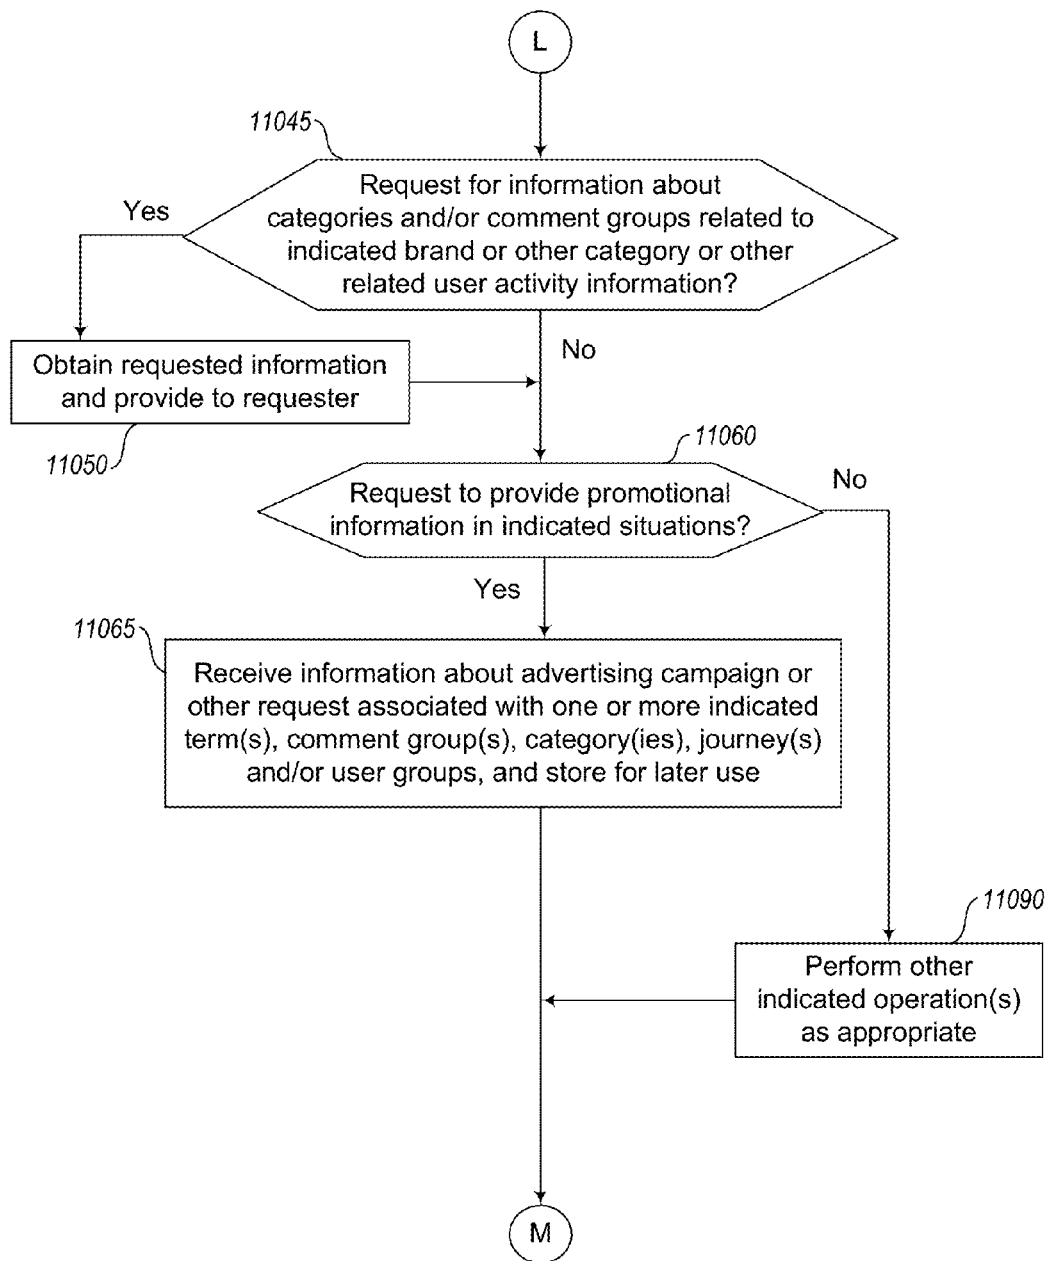 L
11045
Request for information about
categories and/or comment groups related to
indicated brand or other category or other
related user activity information?
Yes
No
Obtain requested information
and provide to requester
11050
11060
Request to provide promotional
information in indicated situations?
No
Yes
11065
Receive information about advertising campaign or
other request associated with one or more indicated
term(s), comment group(s), category(ies), journey(s)
and/or user groups, and store for later use
11090
Perform other
indicated operation(s)
as appropriate
M